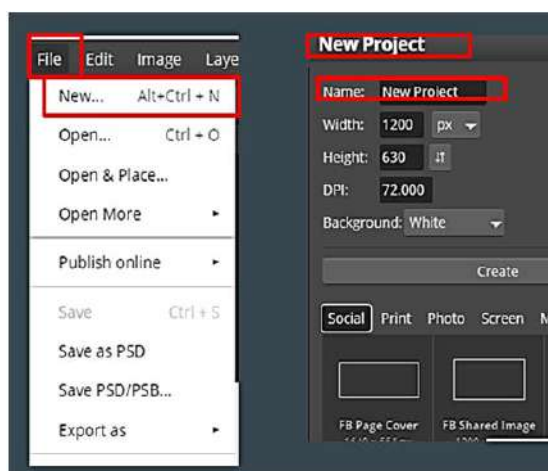 File Edit Image Laye
New... Alt+Ctrl + N
Open... Ctrl + O
Open & Place...
Open More
Publish online
Save Ctrl + S
Save as PSD
Save PSD/PSB...
Export as
New Project
Name: New Project
Width: 1200 px
Height: 630
DPI: 72.000
Background: White
Create
Social Print Photo Screen M
FB Page Cover FB Shared Image